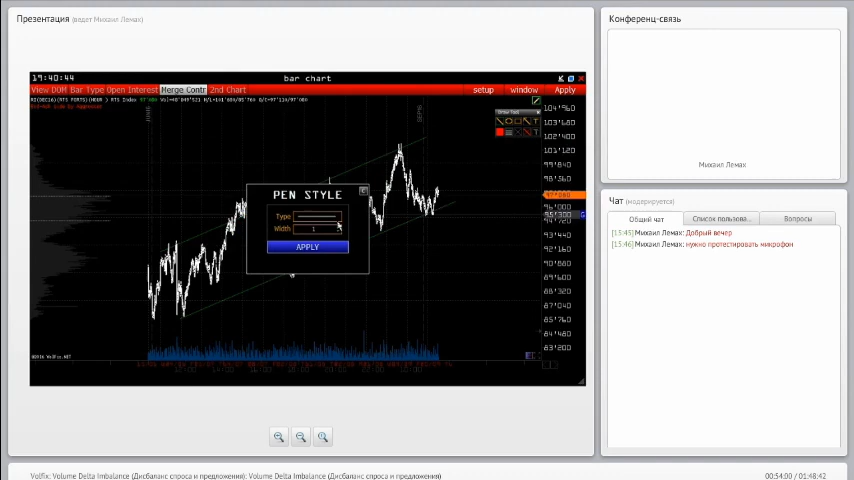 Презентация (ведет Михаил Лемах)
19:40:44
bar chart
View DOM Bar Type Open Interest Merge Contr 2nd Chart
setup window Apply
104'960
103'680
102'400
101'120
99'840
98'560
96'000
94'720
93'440
92'160
90'880
89'600
88'320
87'040
85'760
84'480
83'200
PEN STYLE
Type
Width 1
APPLY
Конференц-связь
Михаил Лемах
Чат (модерируется)
Общий чат
Список пользова...
Вопросы
[15:45] Михаил Лемах: Добрый вечер
[15:46] Михаил Лемах: нужно протестировать микрофон
Volfix: Volume Delta Imbalance (Дисбаланс спроса и предложения): Volume Delta Imbalance (Дисбаланс спроса и предложения)
00:54:00 / 01:48:42